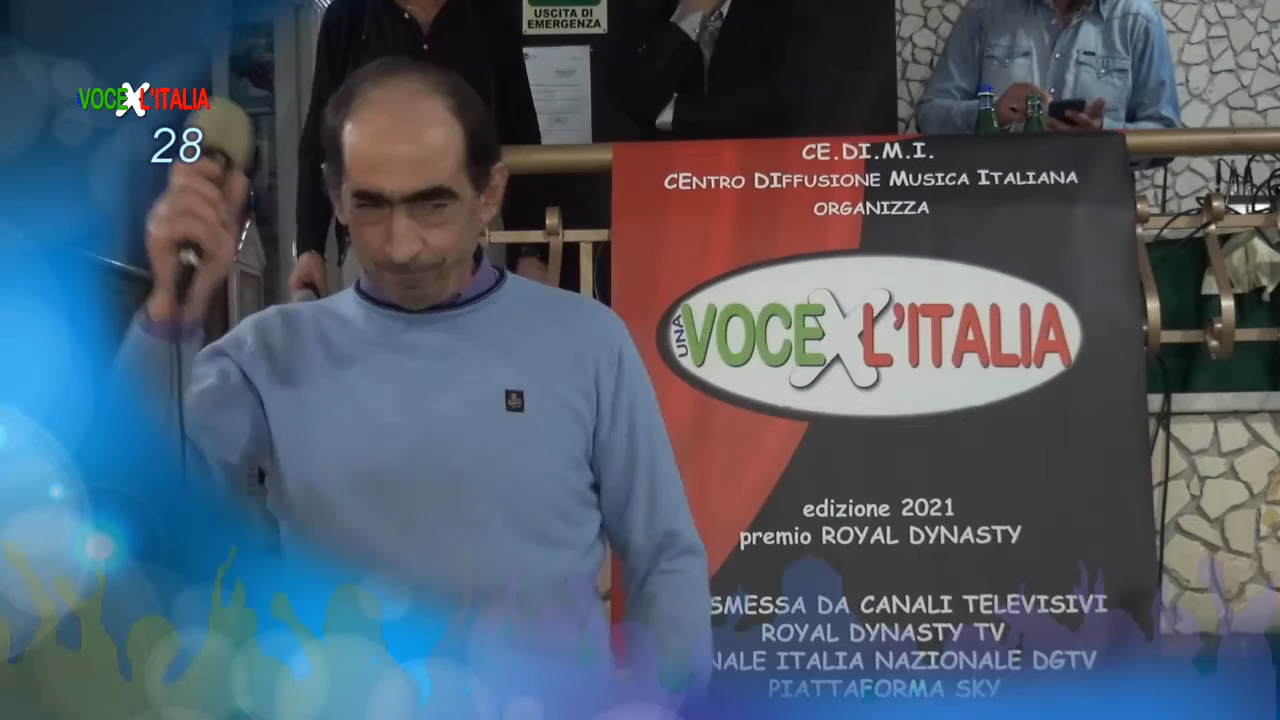 USCITA DI
EMERGENZA
VOCE X L'ITALIA
28
CE.DI.M.I.
CENTRO DIFFUSIONE MUSICA ITALIANA
ORGANIZZA
UNA VOCE X L'ITALIA
edizione 2021
premio ROYAL DYNASTY
SMESSA DA CANALI TELEVISIVI
ROYAL DYNASTY TV
NALE ITALIA NAZIONALE DGTV
PIATTAFORMA SKY